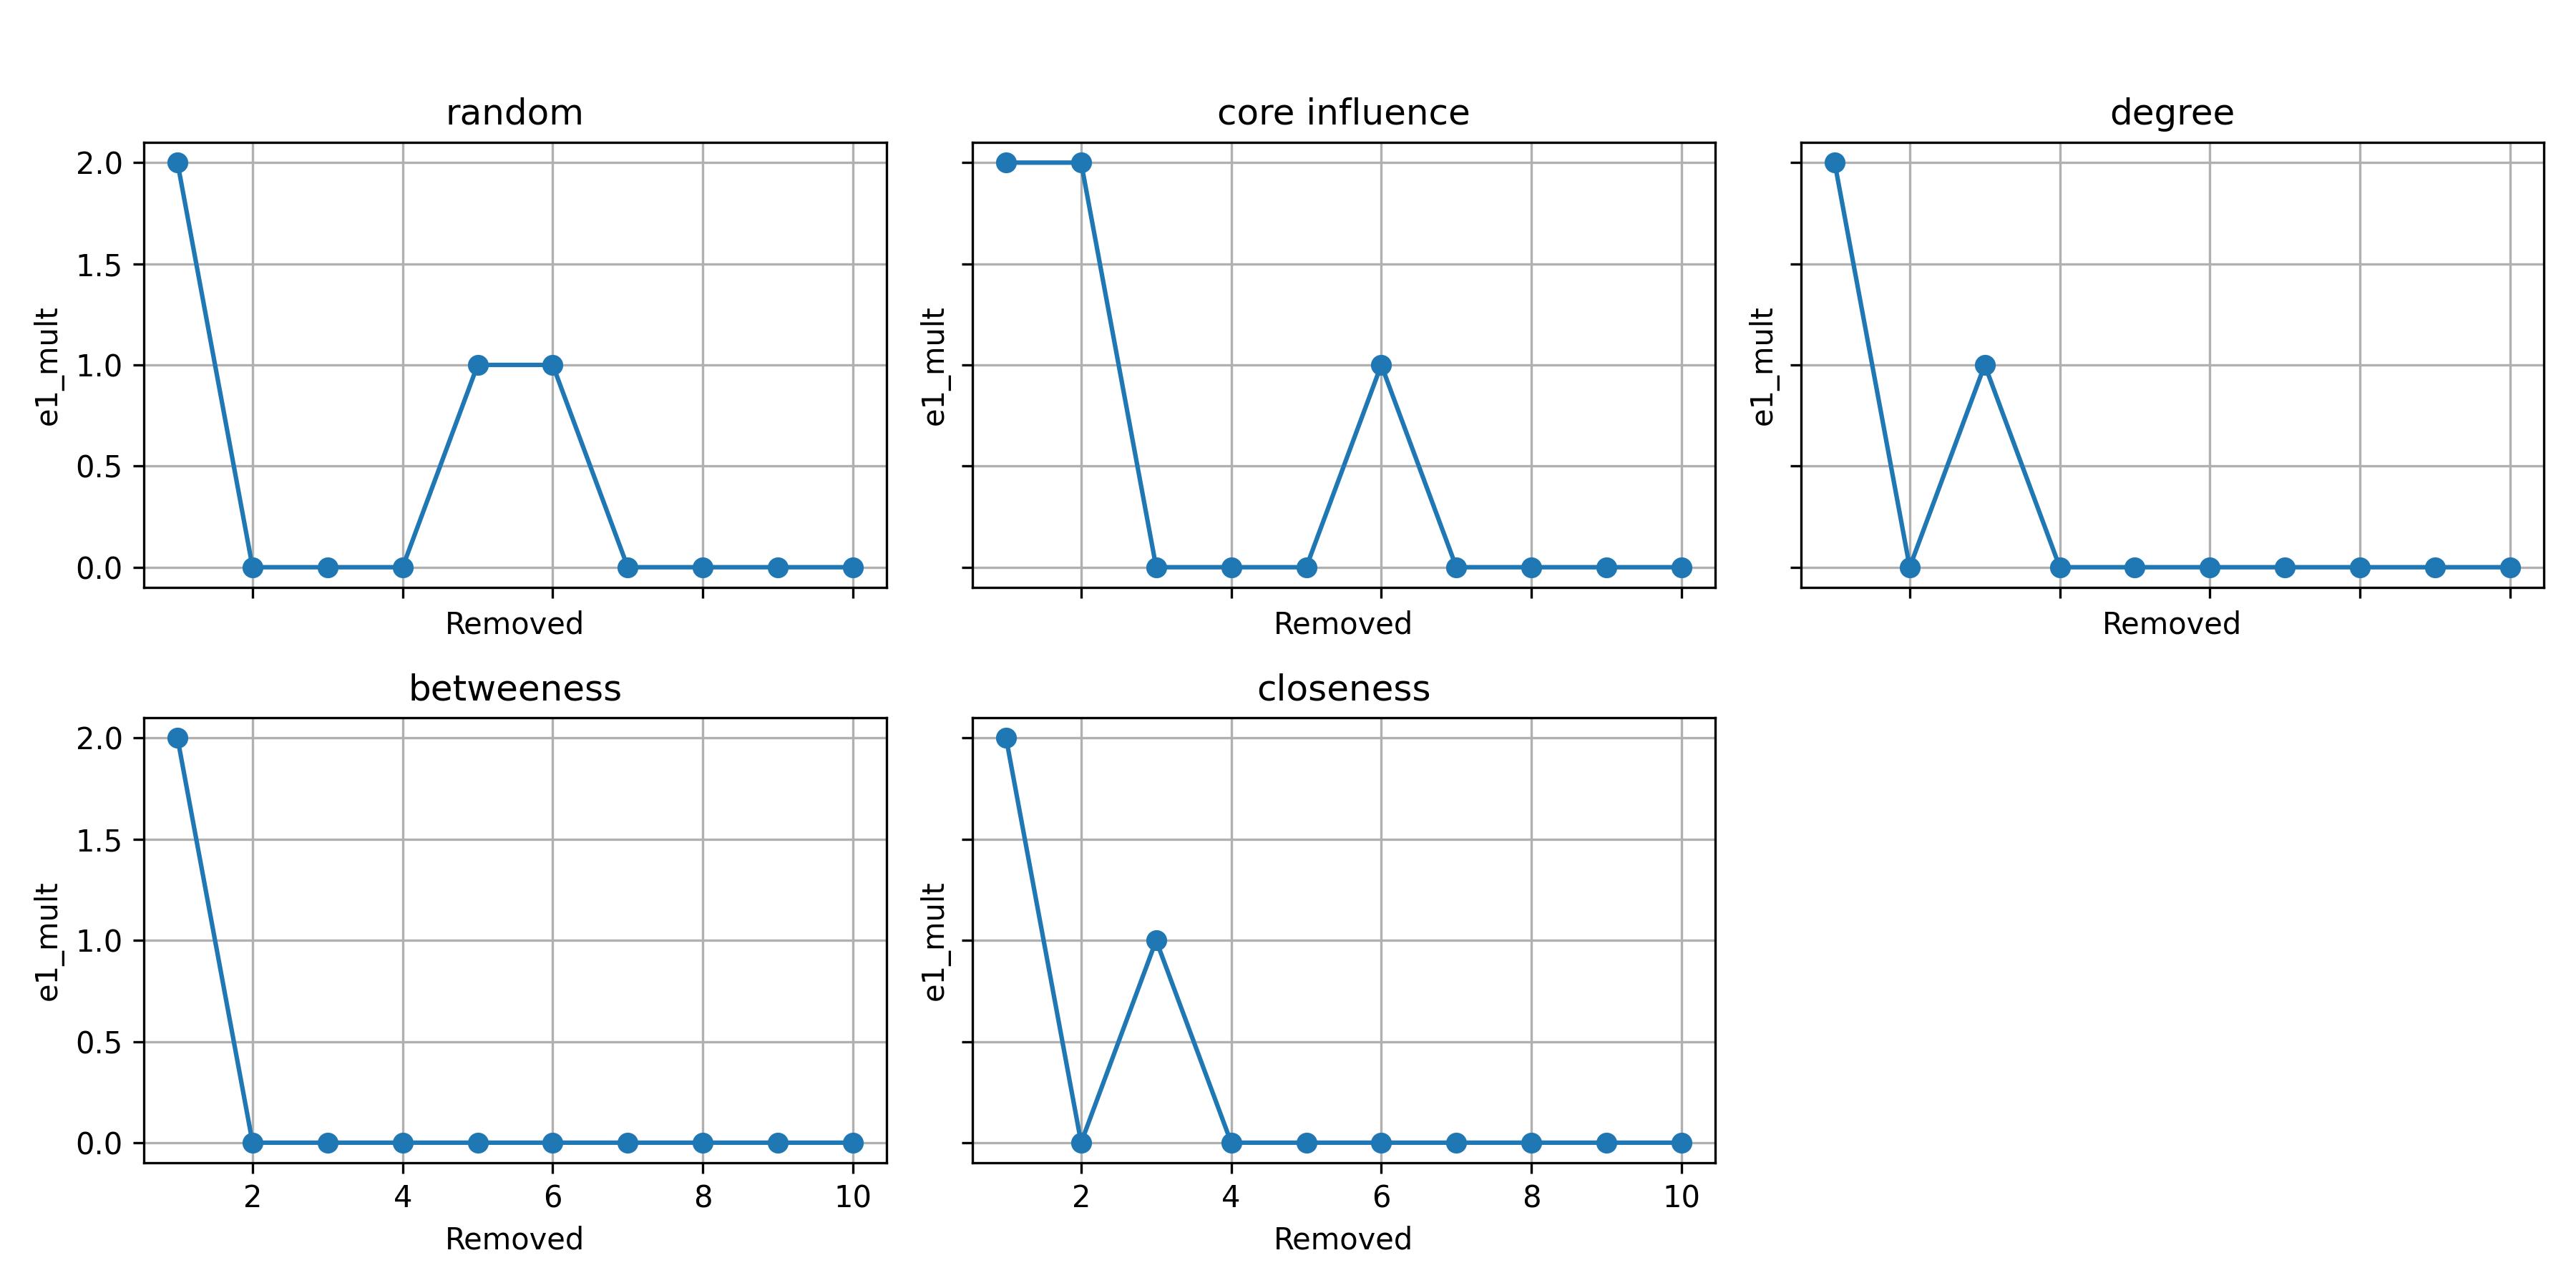 random
2.0
1.5
1.0
0.5
0.0
e1_mult
Removed
core influence
e1_mult
Removed
degree
e1_mult
Removed
betweeness
2.0
1.5
1.0
0.5
0.0
e1_mult
2 4 6 8 10
Removed
closeness
e1_mult
2 4 6 8 10
Removed